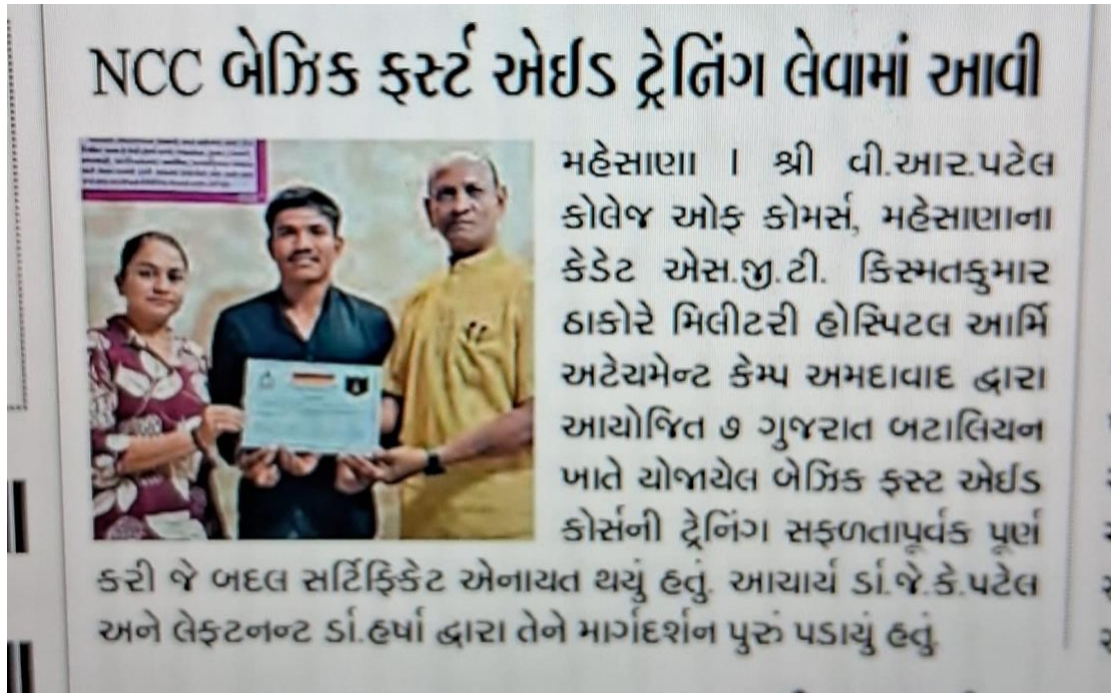 NCC બેઝિક ફર્સ્ટ એઈડ ટ્રેનિંગ લેવામાં આવી
મહેસાણા । શ્રી વી.આર.પટેલ
કોલેજ ઓફ કોમર્સ, મહેસાણાના
કેડેટ એસ.જી.ટી. કિસ્મતકુમાર
ઠાકોરે મિલીટરી હોસ્પિટલ આર્મિ
અટેચમેન્ટ કેમ્પ અમદાવાદ દ્વારા
આયોજિત ૭ ગુજરાત બટાલિયન
ખાતે યોજાયેલ બેઝિક ફસ્ટ એઈડ
કોર્સની ટ્રેનિંગ સફળતાપૂર્વક પૂર્ણ
કરી જે બદલ સર્ટિફિકેટ એનાયત થયું હતું. આચાર્ય ડૉ.જે.કે.પટેલ
અને લેફટનન્ટ ડૉ.હર્ષા દ્વારા તેને માર્ગદર્શન પુરું પડાયું હતું.